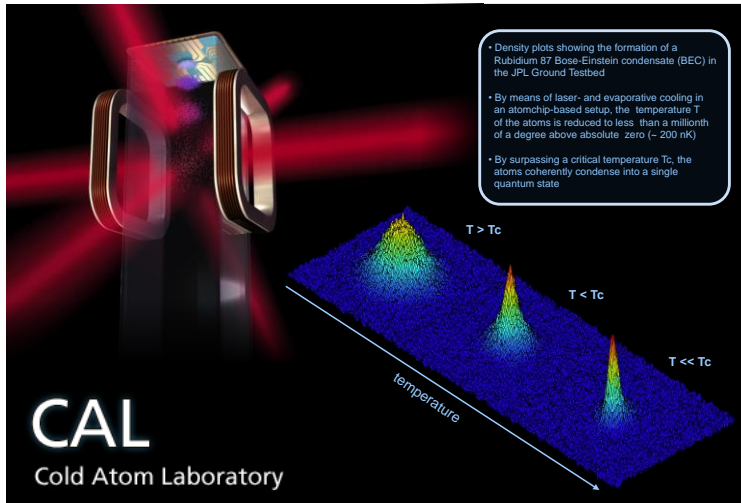 • Density plots showing the formation of a
Rubidium 87 Bose-Einstein condensate (BEC) in
the JPL Ground Testbed
• By means of laser- and evaporative cooling in
an atomchip-based setup, the temperature T
of the atoms is reduced to less than a millionth
of a degree above absolute zero (~ 200 nK)
• By surpassing a critical temperature Tc, the
atoms coherently condense into a single
quantum state
T > Tc
T < Tc
T << Tc
temperature
CAL
Cold Atom Laboratory